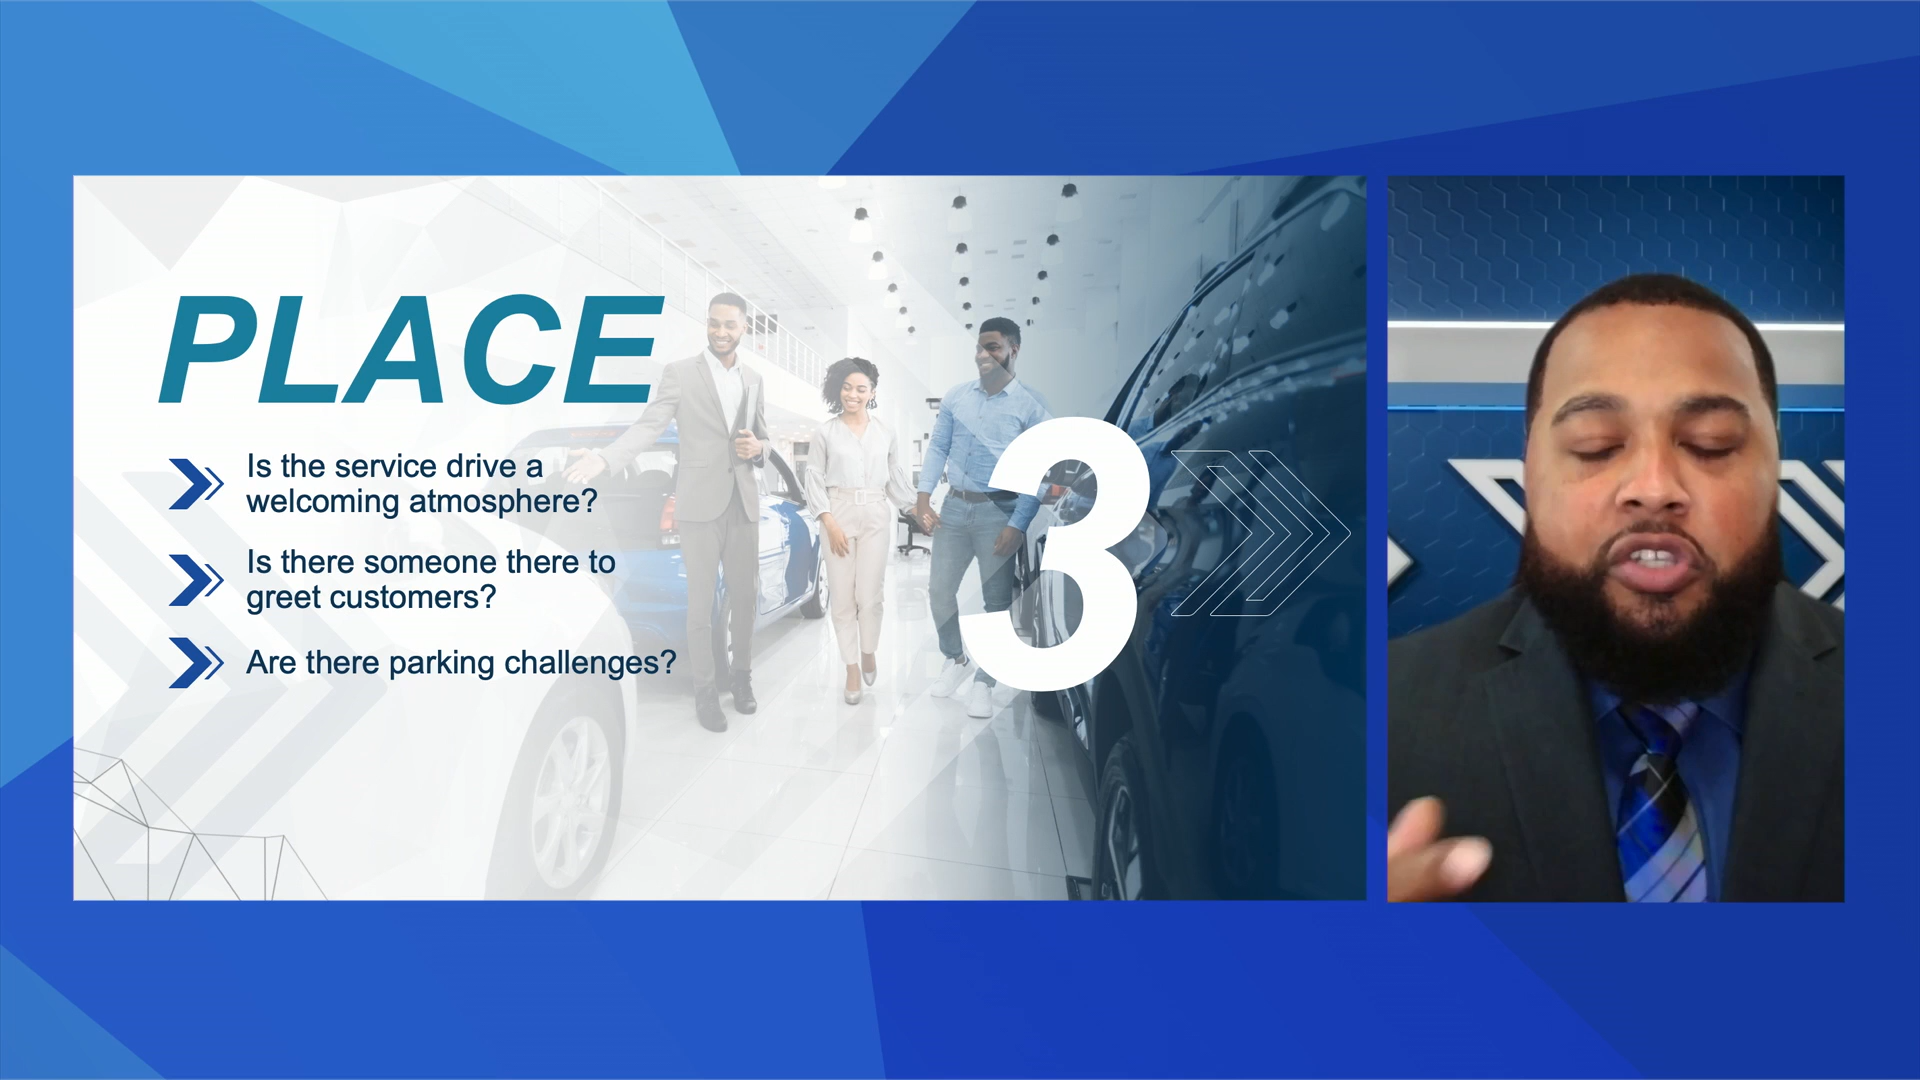 PLACE
Is the service drive a
welcoming atmosphere?
Is there someone there to
greet customers?
Are there parking challenges?
3